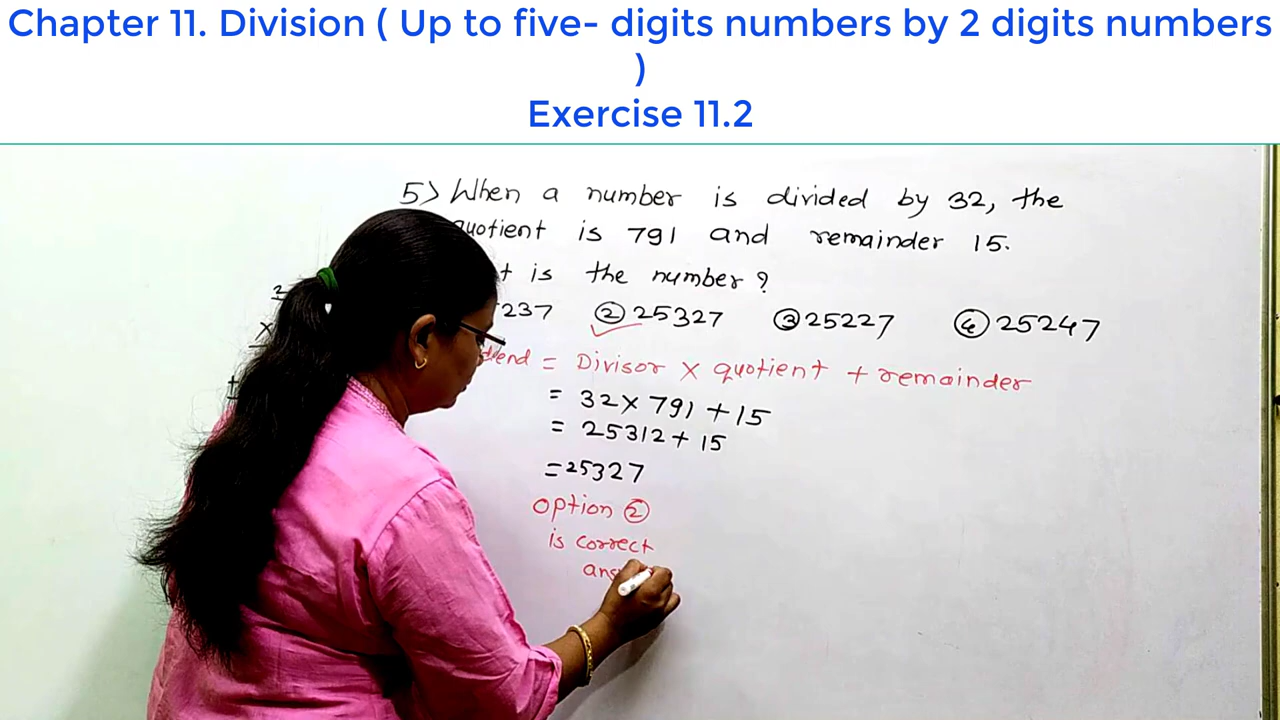 Chapter 11. Division ( Up to five- digits numbers by 2 digits numbers
)
Exercise 11.2
5) When a number is divided by 32, the
quotient is 791 and remainder 15.
is the number ?
237 ② 25327 ③ 25227 ④ 25247
= Divisor × quotient + remainder
= 32 × 791 + 15
= 25312 + 15
= 25327
option ②
is correct